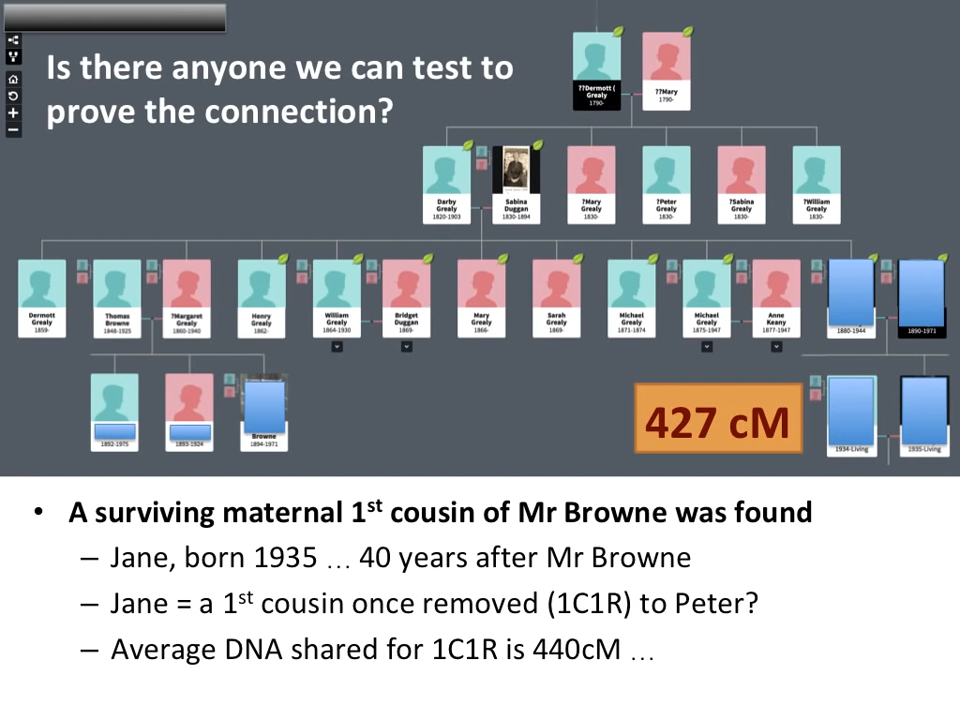 Is there anyone we can test to
prove the connection?
??Dermott (
Grealy
1790-
??Mary
1790-
Darby
Grealy
1820-1903
Sabina
Duggan
1830-1894
?Mary
Grealy
1830-
?Peter
Grealy
1830-
?Sabina
Grealy
1830-
?William
Grealy
1830-
Dermott
Grealy
1859-
Thomas
Browne
1848-1925
?Margaret
Grealy
1860-1940
Henry
Grealy
1862-
William
Grealy
1864-1930
Bridget
Duggan
1869-
Mary
Grealy
1866-
Sarah
Grealy
1869-
Michael
Grealy
1871-1874
Michael
Grealy
1875-1947
Anne
Keany
1877-1947
1880-1944
1890-1971
1892-1975
1893-1924
Browne
1894-1971
427 cM
1934-Living
1935-Living
• A surviving maternal 1st cousin of Mr Browne was found
– Jane, born 1935 … 40 years after Mr Browne
– Jane = a 1st cousin once removed (1C1R) to Peter?
– Average DNA shared for 1C1R is 440cM …